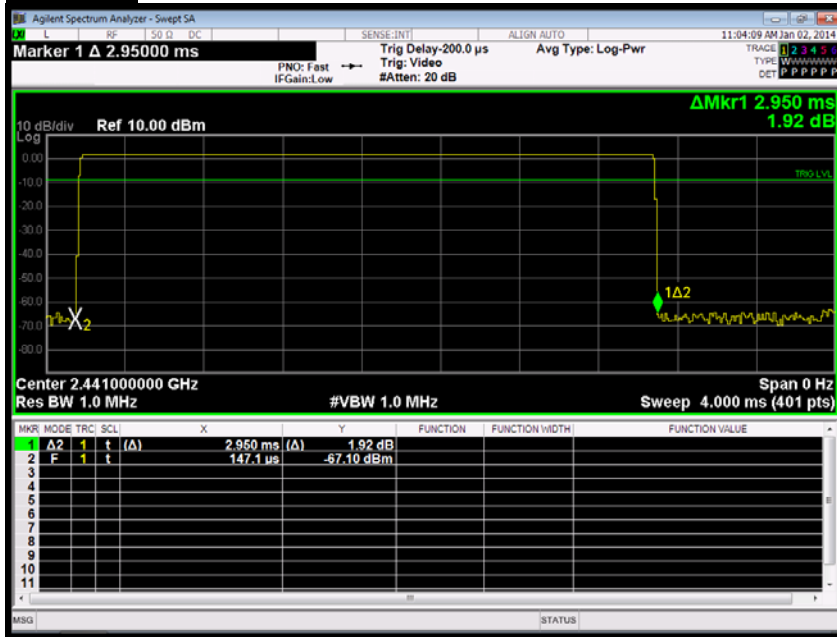 Agilent Spectrum Analyzer - Swept SA
L RF 50 Ω DC SENSE:INT ALIGN AUTO 11:04:09 AM Jan 02, 2014
Marker 1 Δ 2.95000 ms
PNO: Fast
IFGain:Low
Trig Delay-200.0 µs
Trig: Video
#Atten: 20 dB
Avg Type: Log-Pwr
TRACE 1 2 3 4 5 6
TYPE WWWWWW
DET P P P P P P
ΔMkr1 2.950 ms
1.92 dB
10 dB/div Ref 10.00 dBm
Log
0.00
-10.0
TRIG LVL
-20.0
-30.0
-40.0
-50.0
-60.0
1Δ2
-70.0
2
-80.0
Center 2.441000000 GHz Span 0 Hz
Res BW 1.0 MHz #VBW 1.0 MHz Sweep 4.000 ms (401 pts)
MKR MODE TRC SCL X Y FUNCTION FUNCTION WIDTH FUNCTION VALUE
1 Δ2 1 t (Δ) 2.950 ms (Δ) 1.92 dB
2 F 1 t 147.1 µs -67.10 dBm
3
4
5
6
7
8
9
10
11
MSG STATUS